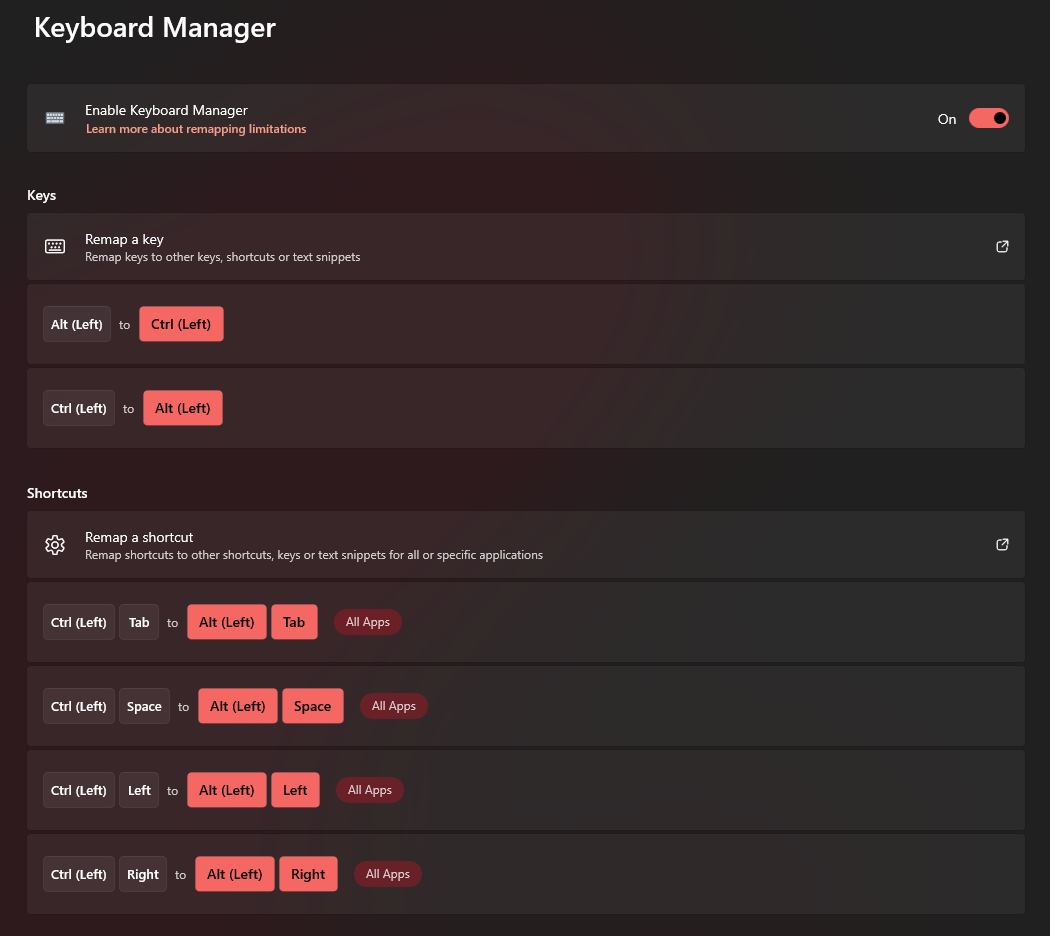 Keyboard Manager
Enable Keyboard Manager
Learn more about remapping limitations
On
Keys
Remap a key
Remap keys to other keys, shortcuts or text snippets
Alt (Left) to Ctrl (Left)
Ctrl (Left) to Alt (Left)
Shortcuts
Remap a shortcut
Remap shortcuts to other shortcuts, keys or text snippets for all or specific applications
Ctrl (Left) Tab to Alt (Left) Tab All Apps
Ctrl (Left) Space to Alt (Left) Space All Apps
Ctrl (Left) Left to Alt (Left) Left All Apps
Ctrl (Left) Right to Alt (Left) Right All Apps